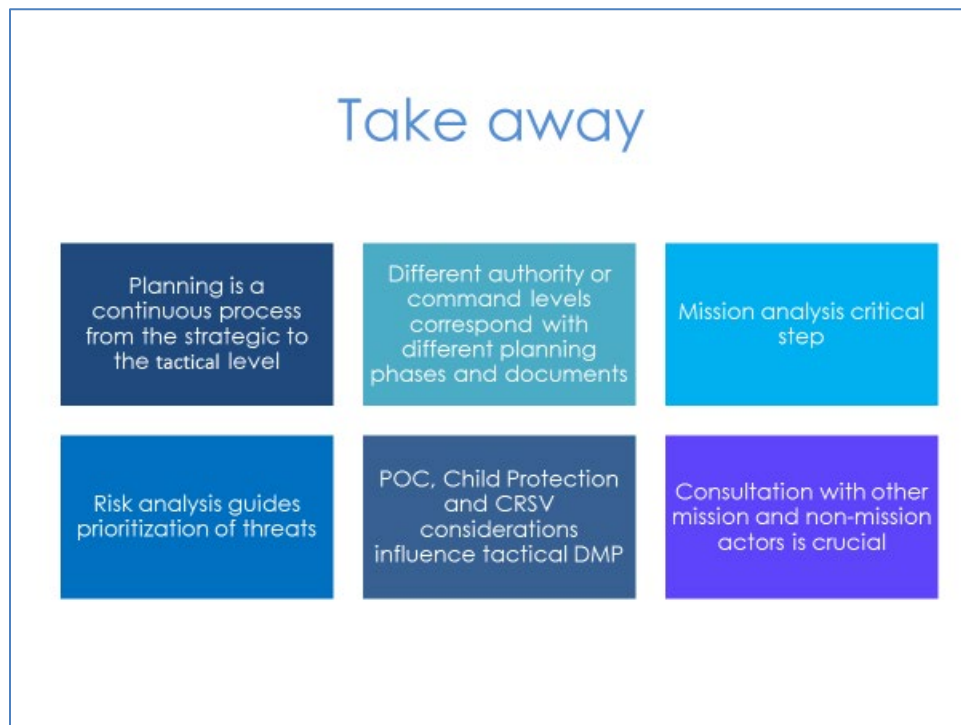 Take away
Planning is a
continuous process
from the strategic to
the tactical level
Different authority or
command levels
correspond with
different planning
phases and documents
Mission analysis critical
step
Risk analysis guides
prioritization of threats
POC, Child Protection
and CRSV
considerations
influence tactical DMP
Consultation with other
mission and non-mission
actors is crucial